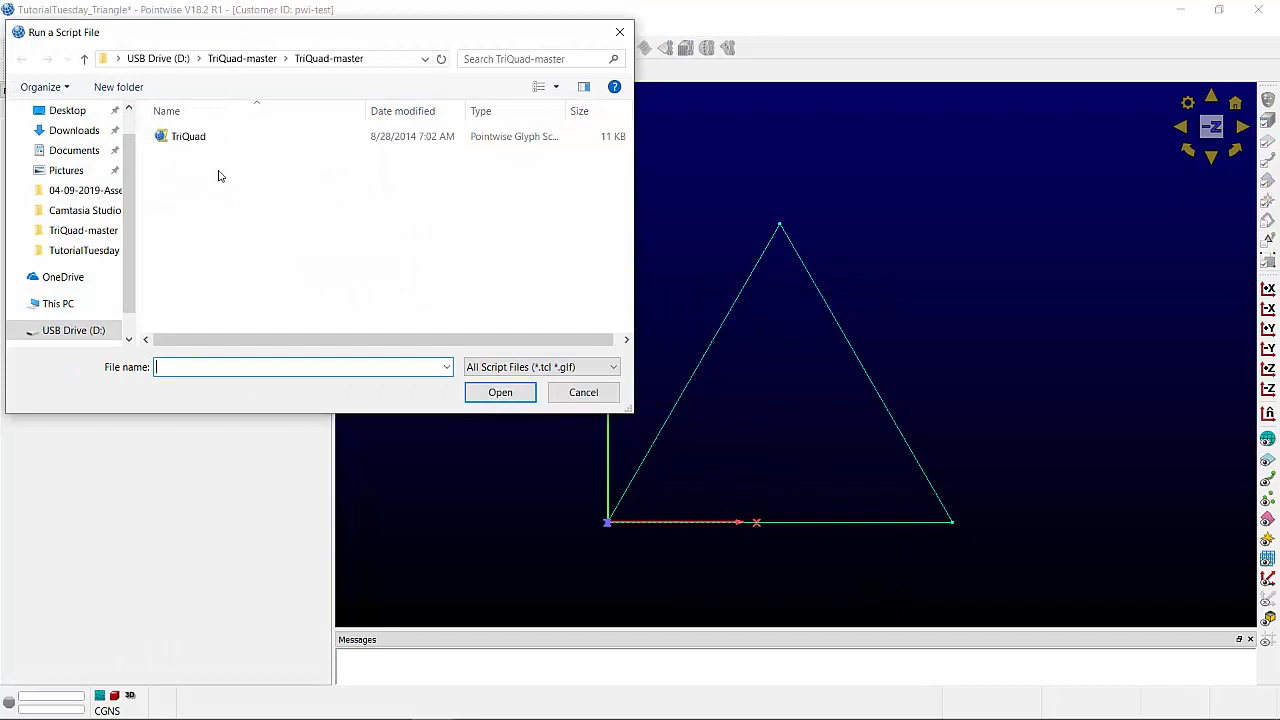 TutorialTuesday_Triangle* - Pointwise V18.2 R1 - [Customer ID: pwi-test]
Run a Script File
USB Drive (D:) > TriQuad-master > TriQuad-master
Search TriQuad-master
Organize
New folder
Name
Date modified
Type
Size
TriQuad
8/28/2014 7:02 AM
Pointwise Glyph Sc...
11 KB
Desktop
Downloads
Documents
Pictures
04-09-2019-Asse
Camtasia Studio
TriQuad-master
TutorialTuesday
OneDrive
This PC
USB Drive (D:)
File name:
All Script Files (*.tcl *.glf)
Open
Cancel
-Z
X
Z
+X
-X
+Y
-Y
+Z
-Z
n̂
Messages
3D
CGNS